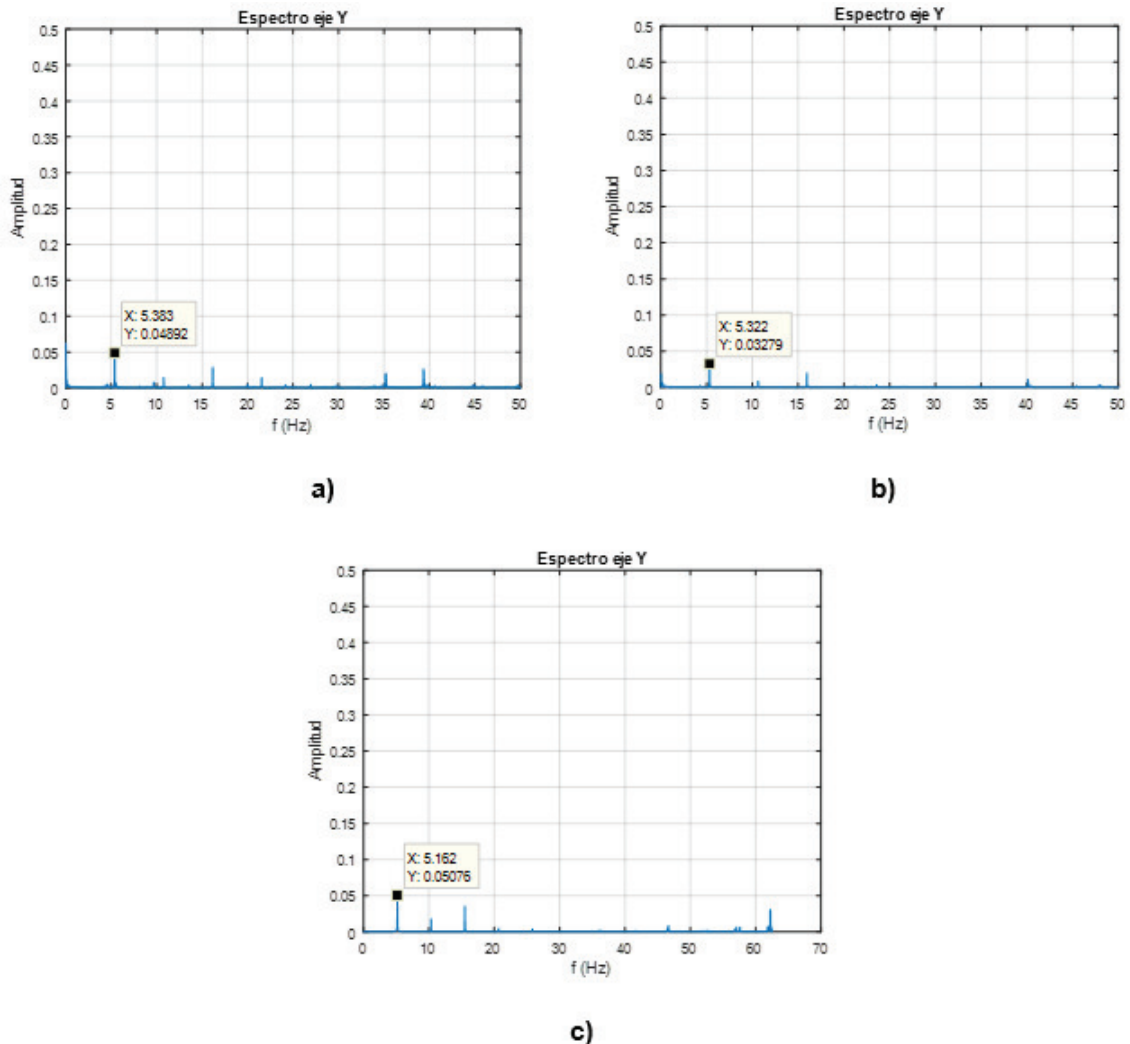 Espectro eje Y
0.5
0.45
0.4
0.35
0.3
0.25
0.2
0.15
0.1
0.05
0
Amplitud
X: 5.383
Y: 0.04892
0 5 10 15 20 25 30 35 40 45 50
f (Hz)
a)
Espectro eje Y
0.5
0.45
0.4
0.35
0.3
0.25
0.2
0.15
0.1
0.05
0
Amplitud
X: 5.322
Y: 0.03279
0 5 10 15 20 25 30 35 40 45 50
f (Hz)
b)
Espectro eje Y
0.5
0.45
0.4
0.35
0.3
0.25
0.2
0.15
0.1
0.05
0
Amplitud
X: 5.162
Y: 0.05076
0 10 20 30 40 50 60 70
f (Hz)
c)